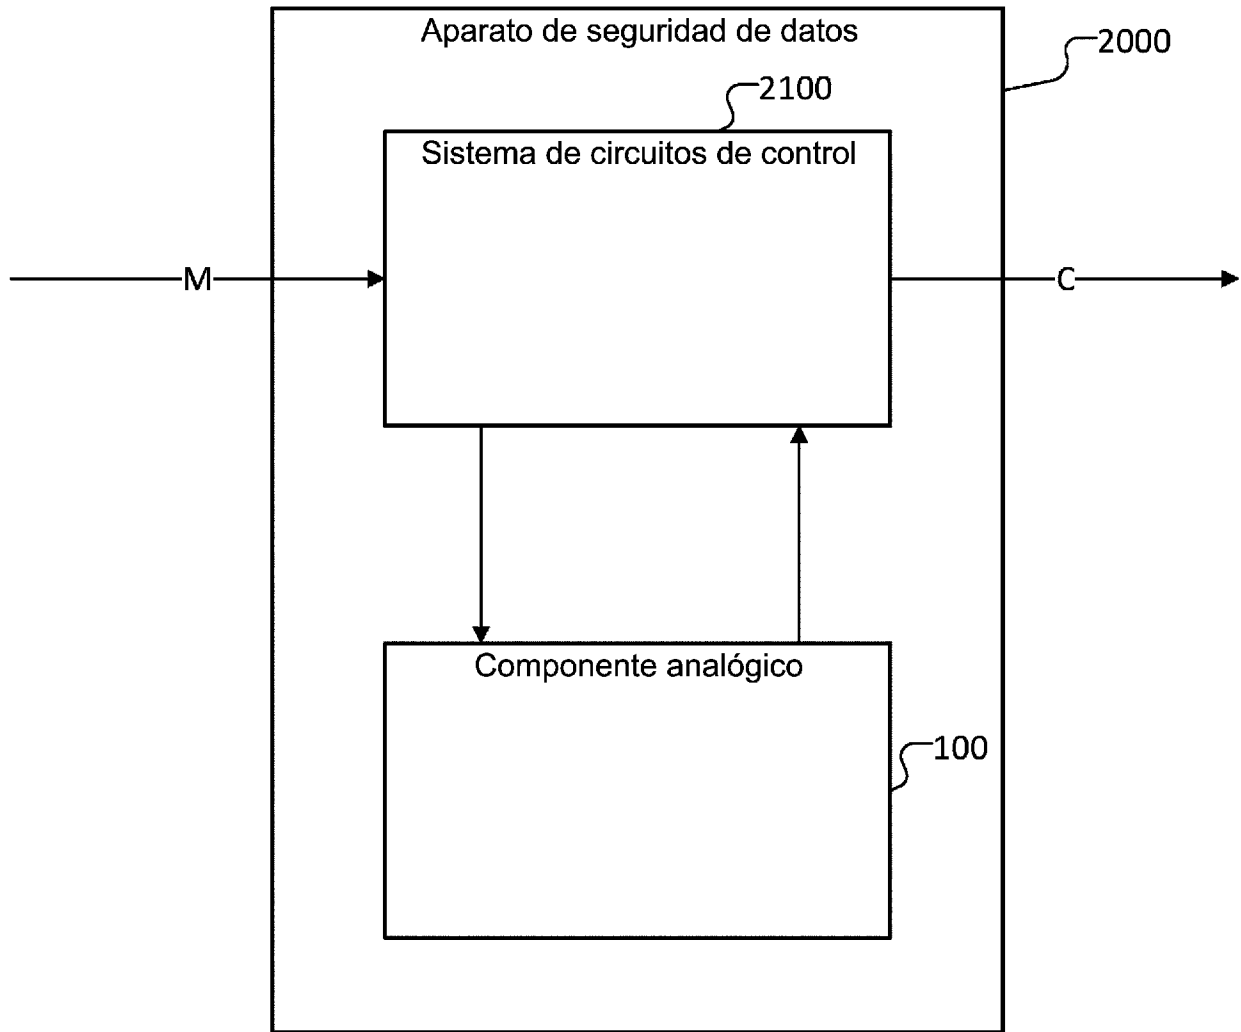 Aparato de seguridad de datos
2000
2100
Sistema de circuitos de control
M
C
Componente analógico
100